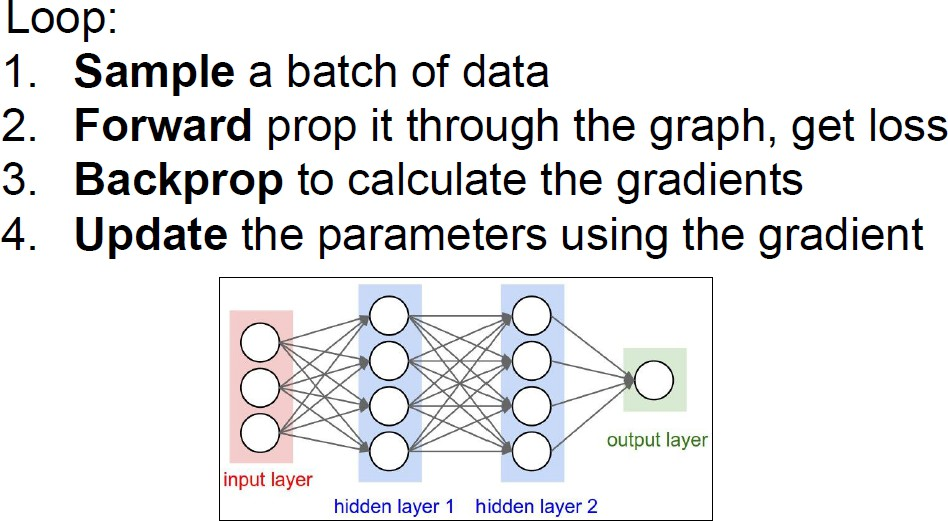 Loop:
1. Sample a batch of data
2. Forward prop it through the graph, get loss
3. Backprop to calculate the gradients
4. Update the parameters using the gradient
output layer
input layer
hidden layer 1 hidden layer 2